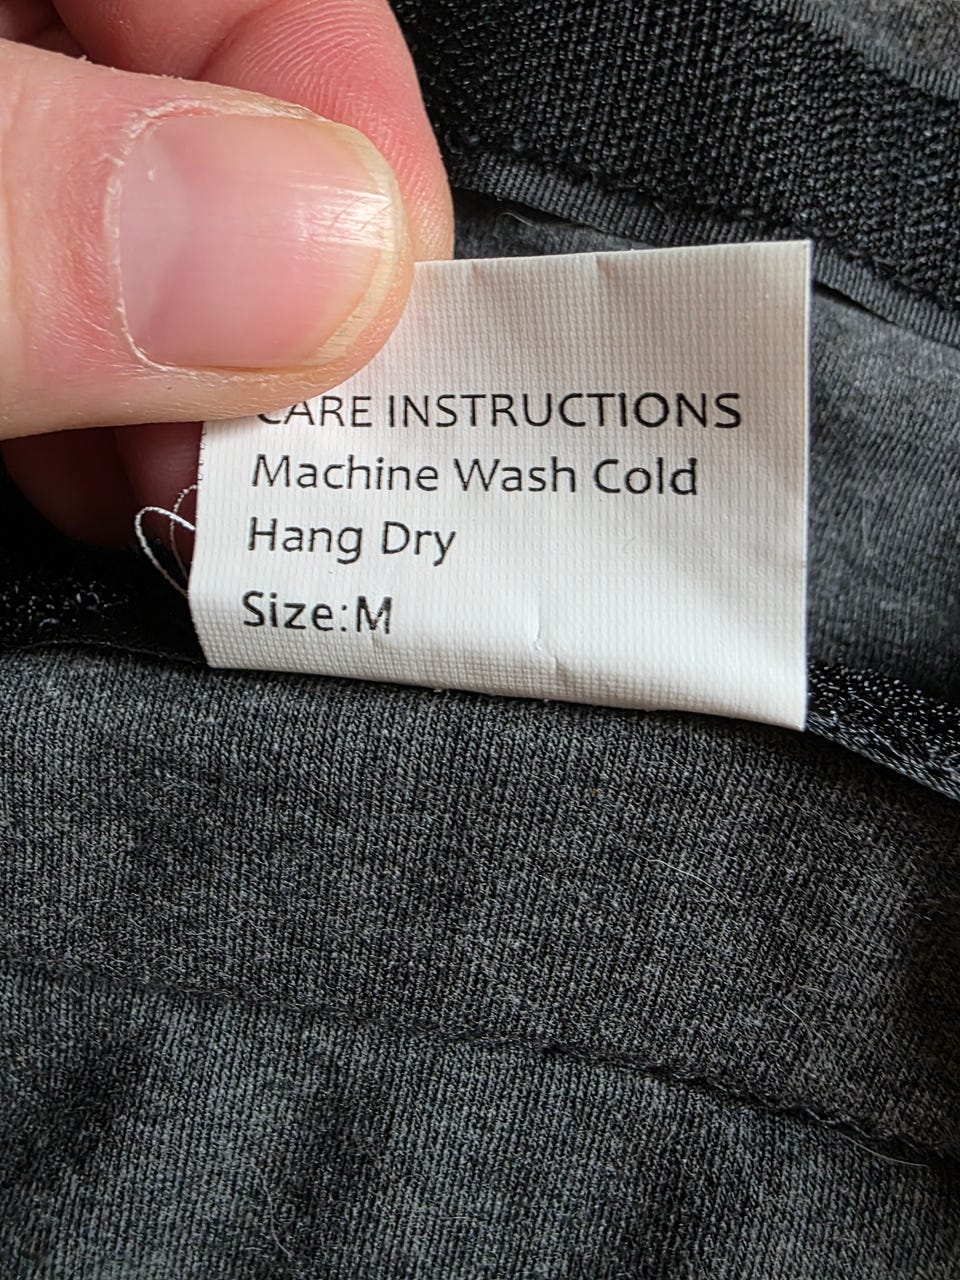 CARE INSTRUCTIONS
Machine Wash Cold
Hang Dry
Size:M